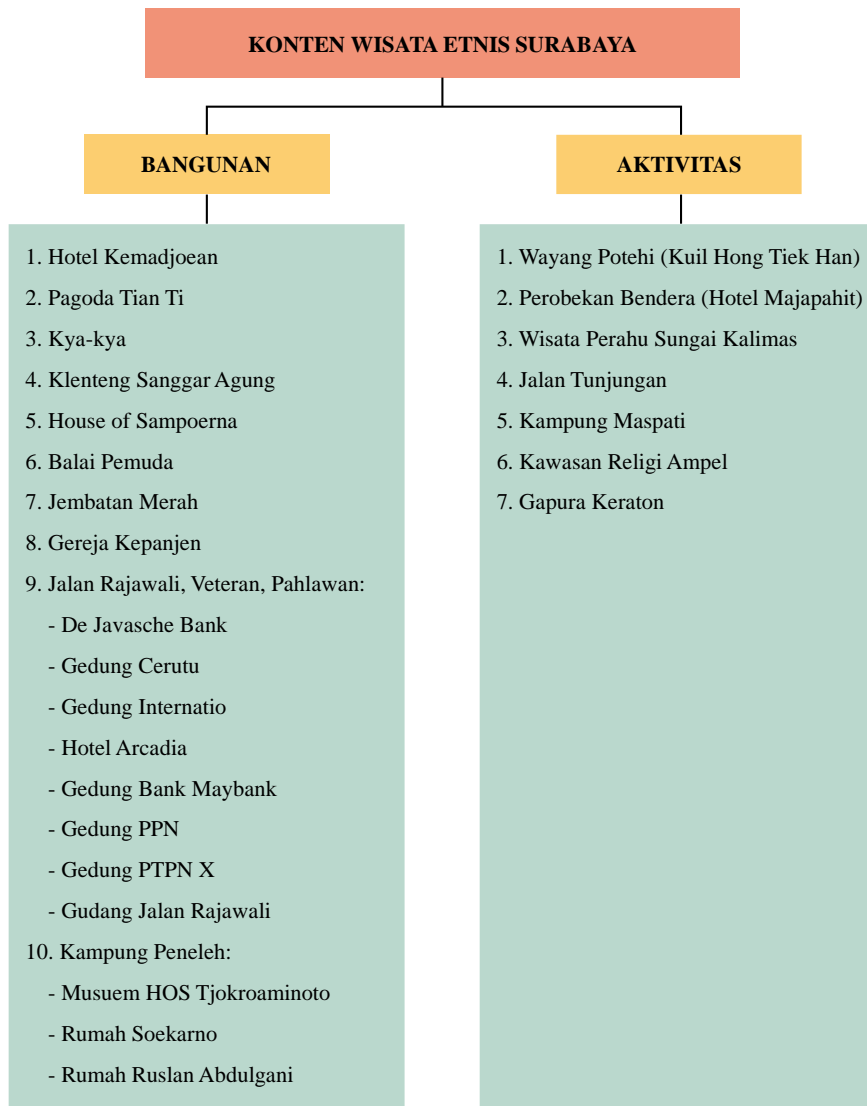 KONTEN WISATA ETNIS SURABAYA
BANGUNAN
1. Hotel Kemadjoean
2. Pagoda Tian Ti
3. Kya-kya
4. Klenteng Sanggar Agung
5. House of Sampoerna
6. Balai Pemuda
7. Jembatan Merah
8. Gereja Kepanjen
9. Jalan Rajawali, Veteran, Pahlawan:
- De Javasche Bank
- Gedung Cerutu
- Gedung Internatio
- Hotel Arcadia
- Gedung Bank Maybank
- Gedung PPN
- Gedung PTPN X
- Gudang Jalan Rajawali
10. Kampung Peneleh:
- Musuem HOS Tjokroaminoto
- Rumah Soekarno
- Rumah Ruslan Abdulgani
AKTIVITAS
1. Wayang Potehi (Kuil Hong Tiek Han)
2. Perobekan Bendera (Hotel Majapahit)
3. Wisata Perahu Sungai Kalimas
4. Jalan Tunjungan
5. Kampung Maspati
6. Kawasan Religi Ampel
7. Gapura Keraton